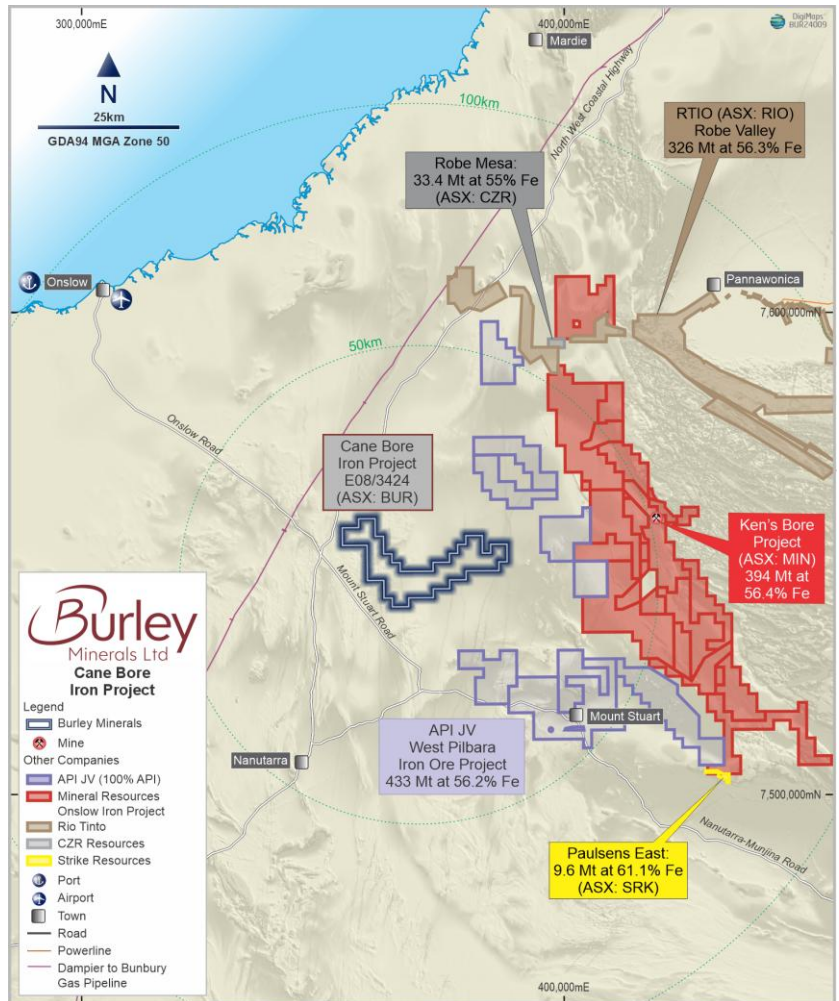 300,000mE
400,000mE
DigiMaps
BUR24009
Mardie
N
25km
GDA94 MGA Zone 50
100km
North West Coastal Highway
RTIO (ASX: RIO)
Robe Valley
326 Mt at 56.3% Fe
Robe Mesa:
33.4 Mt at 55% Fe
(ASX: CZR)
Onslow
Pannawonica
7,600,000mN
50km
Onslow Road
Cane Bore
Iron Project
E08/3424
(ASX: BUR)
Ken's Bore
Project
(ASX: MIN)
394 Mt at
56.4% Fe
Mount Stuart Road
Burley
Minerals Ltd
Cane Bore
Iron Project
Legend
Burley Minerals
Mine
Other Companies
API JV (100% API)
Mineral Resources
Onslow Iron Project
Rio Tinto
CZR Resources
Strike Resources
Port
Airport
Town
Road
Powerline
Dampier to Bunbury
Gas Pipeline
Mount Stuart
API JV
West Pilbara
Iron Ore Project
433 Mt at 56.2% Fe
Nanutarra
7,500,000mN
Nanutarra-Munjina Road
Paulsens East:
9.6 Mt at 61.1% Fe
(ASX: SRK)
400,000mE